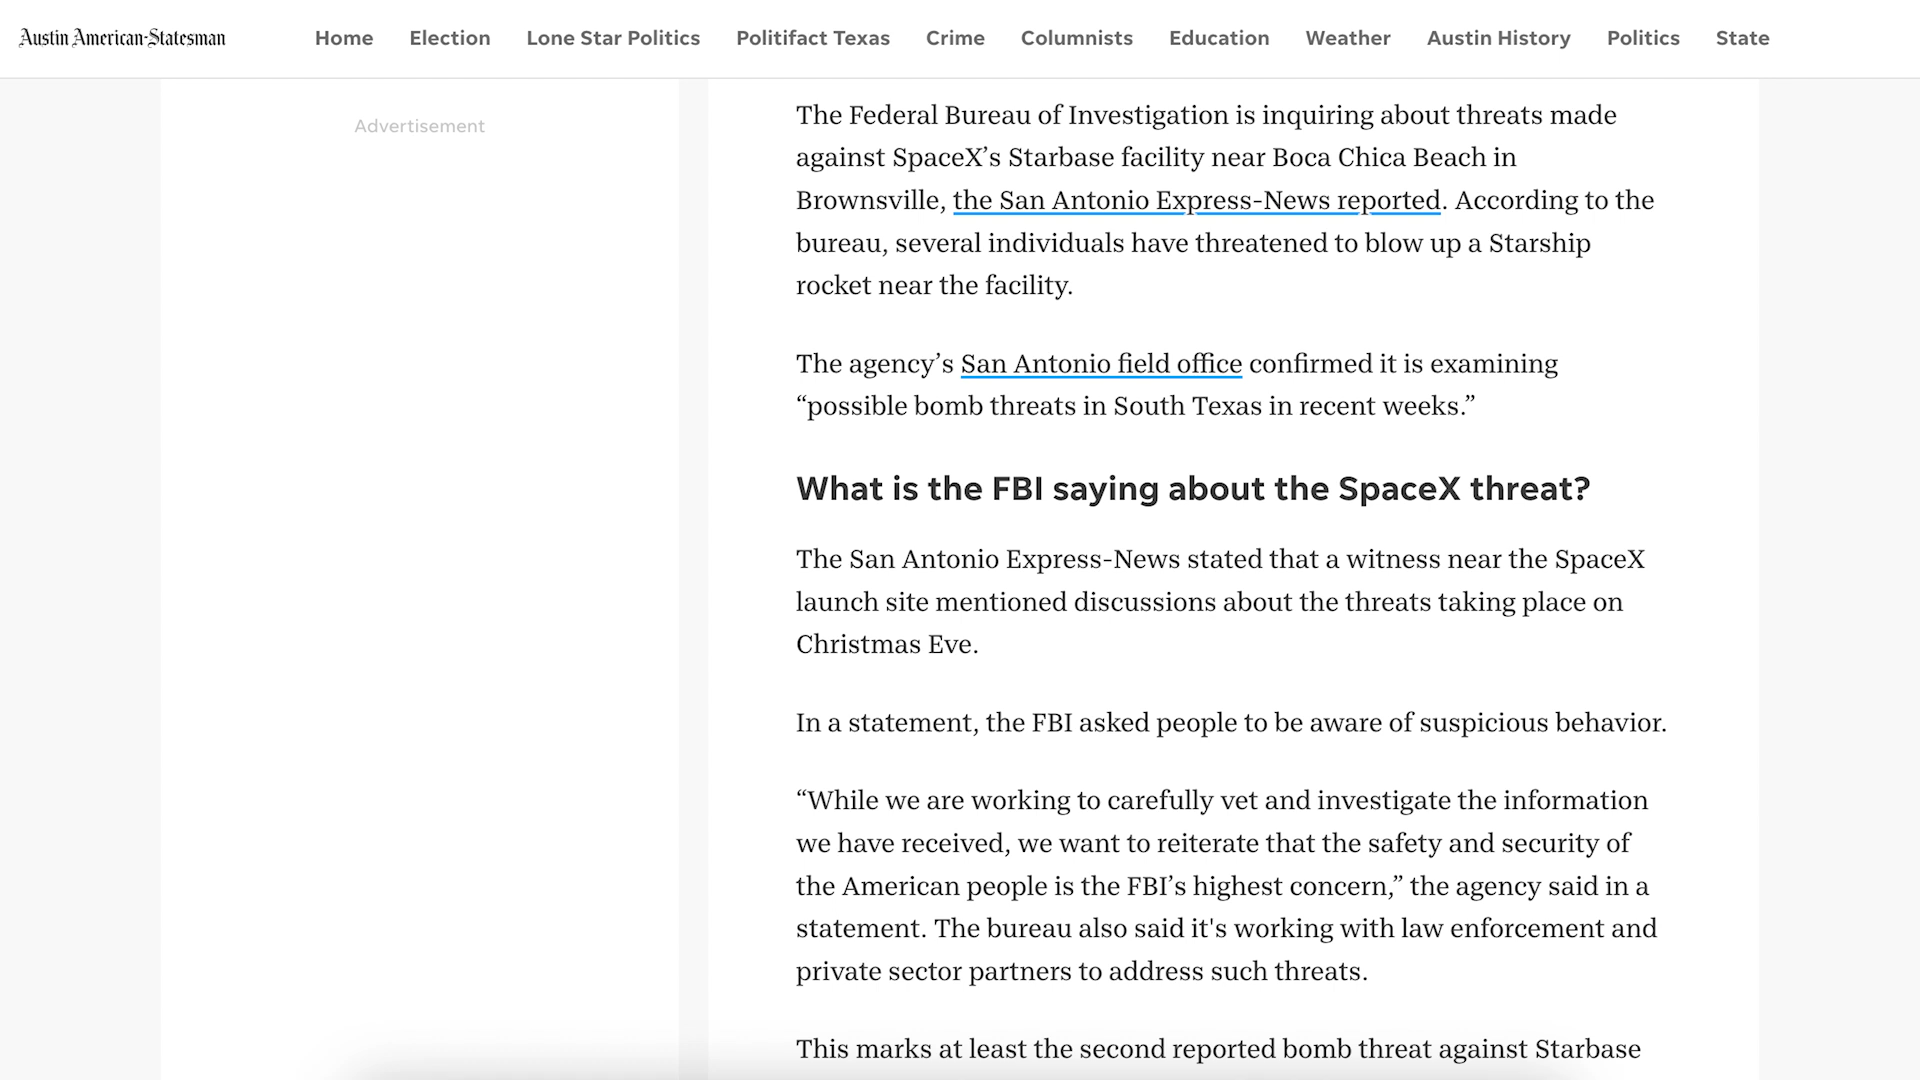 Austin American-Statesman
Home Election Lone Star Politics Politifact Texas Crime Columnists Education Weather Austin History Politics State
Advertisement
The Federal Bureau of Investigation is inquiring about threats made
against SpaceX’s Starbase facility near Boca Chica Beach in
Brownsville, the San Antonio Express-News reported. According to the
bureau, several individuals have threatened to blow up a Starship
rocket near the facility.
The agency’s San Antonio field office confirmed it is examining
“possible bomb threats in South Texas in recent weeks.”
What is the FBI saying about the SpaceX threat?
The San Antonio Express-News stated that a witness near the SpaceX
launch site mentioned discussions about the threats taking place on
Christmas Eve.
In a statement, the FBI asked people to be aware of suspicious behavior.
“While we are working to carefully vet and investigate the information
we have received, we want to reiterate that the safety and security of
the American people is the FBI’s highest concern,” the agency said in a
statement. The bureau also said it's working with law enforcement and
private sector partners to address such threats.
This marks at least the second reported bomb threat against Starbase